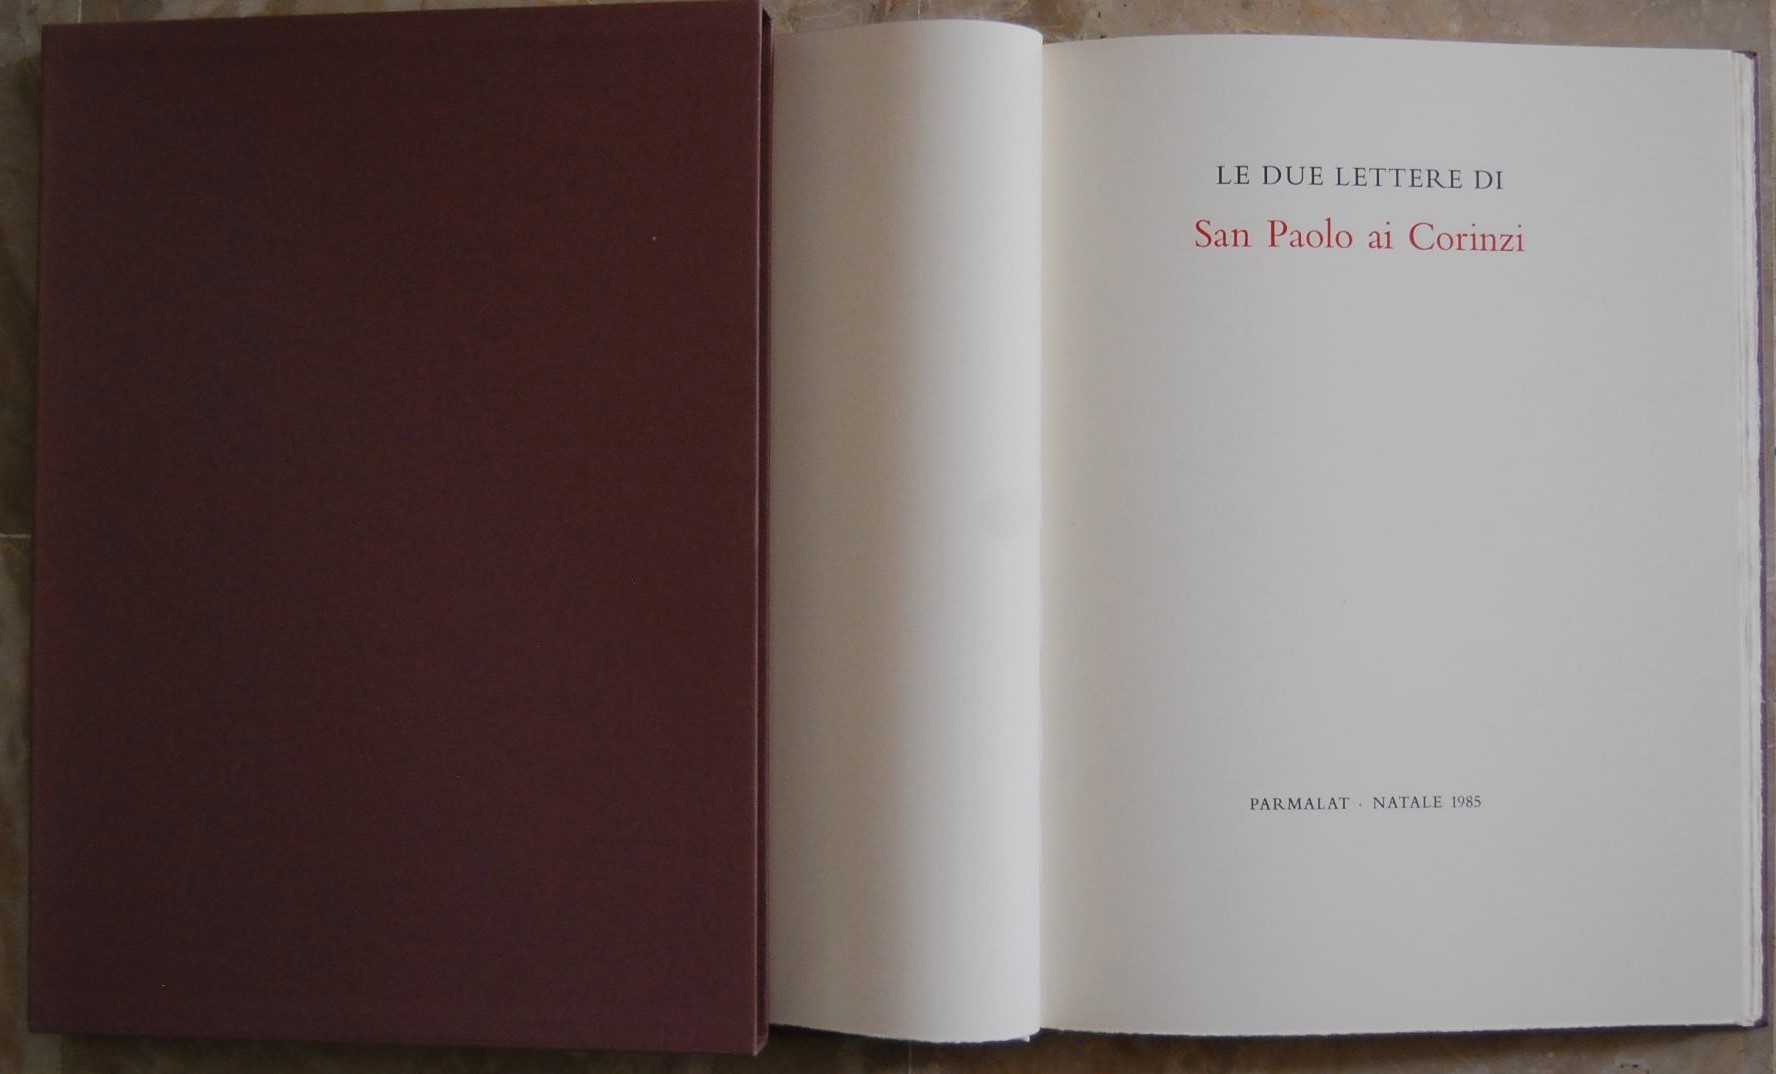 LE DUE LETTERE DI
San Paolo ai Corinzi
PARMALAT · NATALE 1985